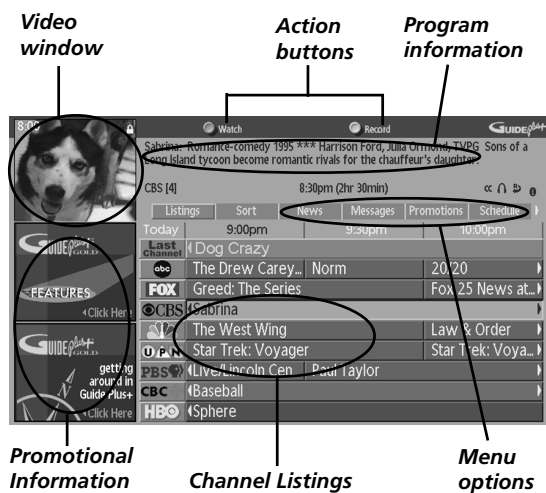 Video
window
Action
buttons
Program
information
8:00
Watch
Record
GUIDE plus+
Sabrina: Romance-comedy 1995 *** Harrison Ford, Julia Ormond, TVPG Sons of a
Long Island tycoon become romantic rivals for the chauffeur's daughter.
CBS [4]
8:30pm (2hr 30min)
Listings
Sort
News
Messages
Promotions
Schedule
Today
9:00pm
9:30pm
10:00pm
Last
Channel
Dog Crazy
abc
The Drew Carey...
Norm
20/20
FOX
Greed: The Series
Fox 25 News at...
CBS
Sabrina
The West Wing
Law & Order
UPN
Star Trek: Voyager
Star Trek: Voya...
PBS
Live/Lincoln Cen
Paul Taylor
CBC
Baseball
HBO
Sphere
GUIDE plus+
GOLD
FEATURES
Click Here
GUIDE plus+
GOLD
getting
around in
Guide Plus+
Click Here
Promotional
Information
Channel Listings
Menu
options